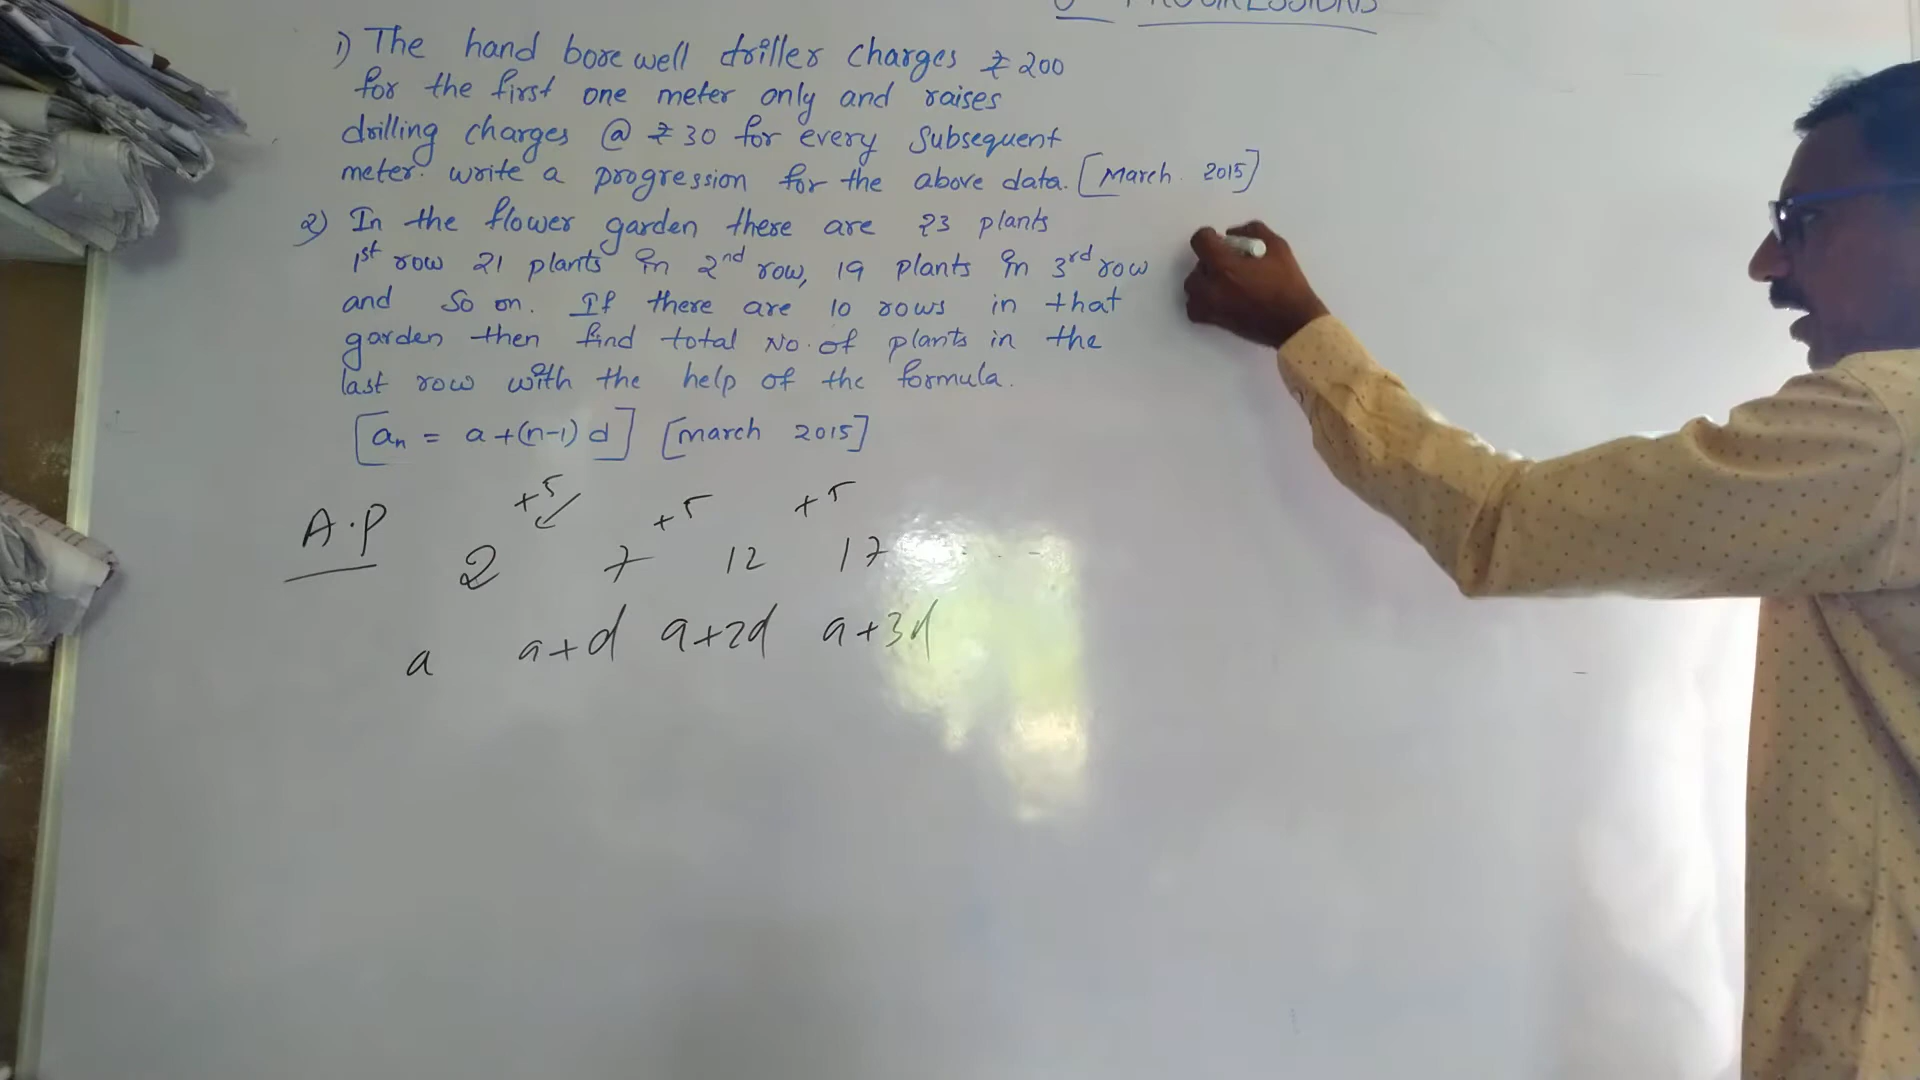 PROGRESSIONS
1) The hand bore well driller charges ₹ 200
for the first one meter only and raises
drilling charges @ ₹ 30 for every subsequent
meter. write a progression for the above data. [March 2015]
2) In the flower garden there are 23 plants
1st row 21 plants in 2nd row, 19 plants in 3rd row
and so on. If there are 10 rows in that
garden then find total No. of plants in the
last row with the help of the formula.
[an = a+(n-1) d] [march 2015]
+5 +5 +5
A.P 2 7 12 17 ....
a a+d a+2d a+3d